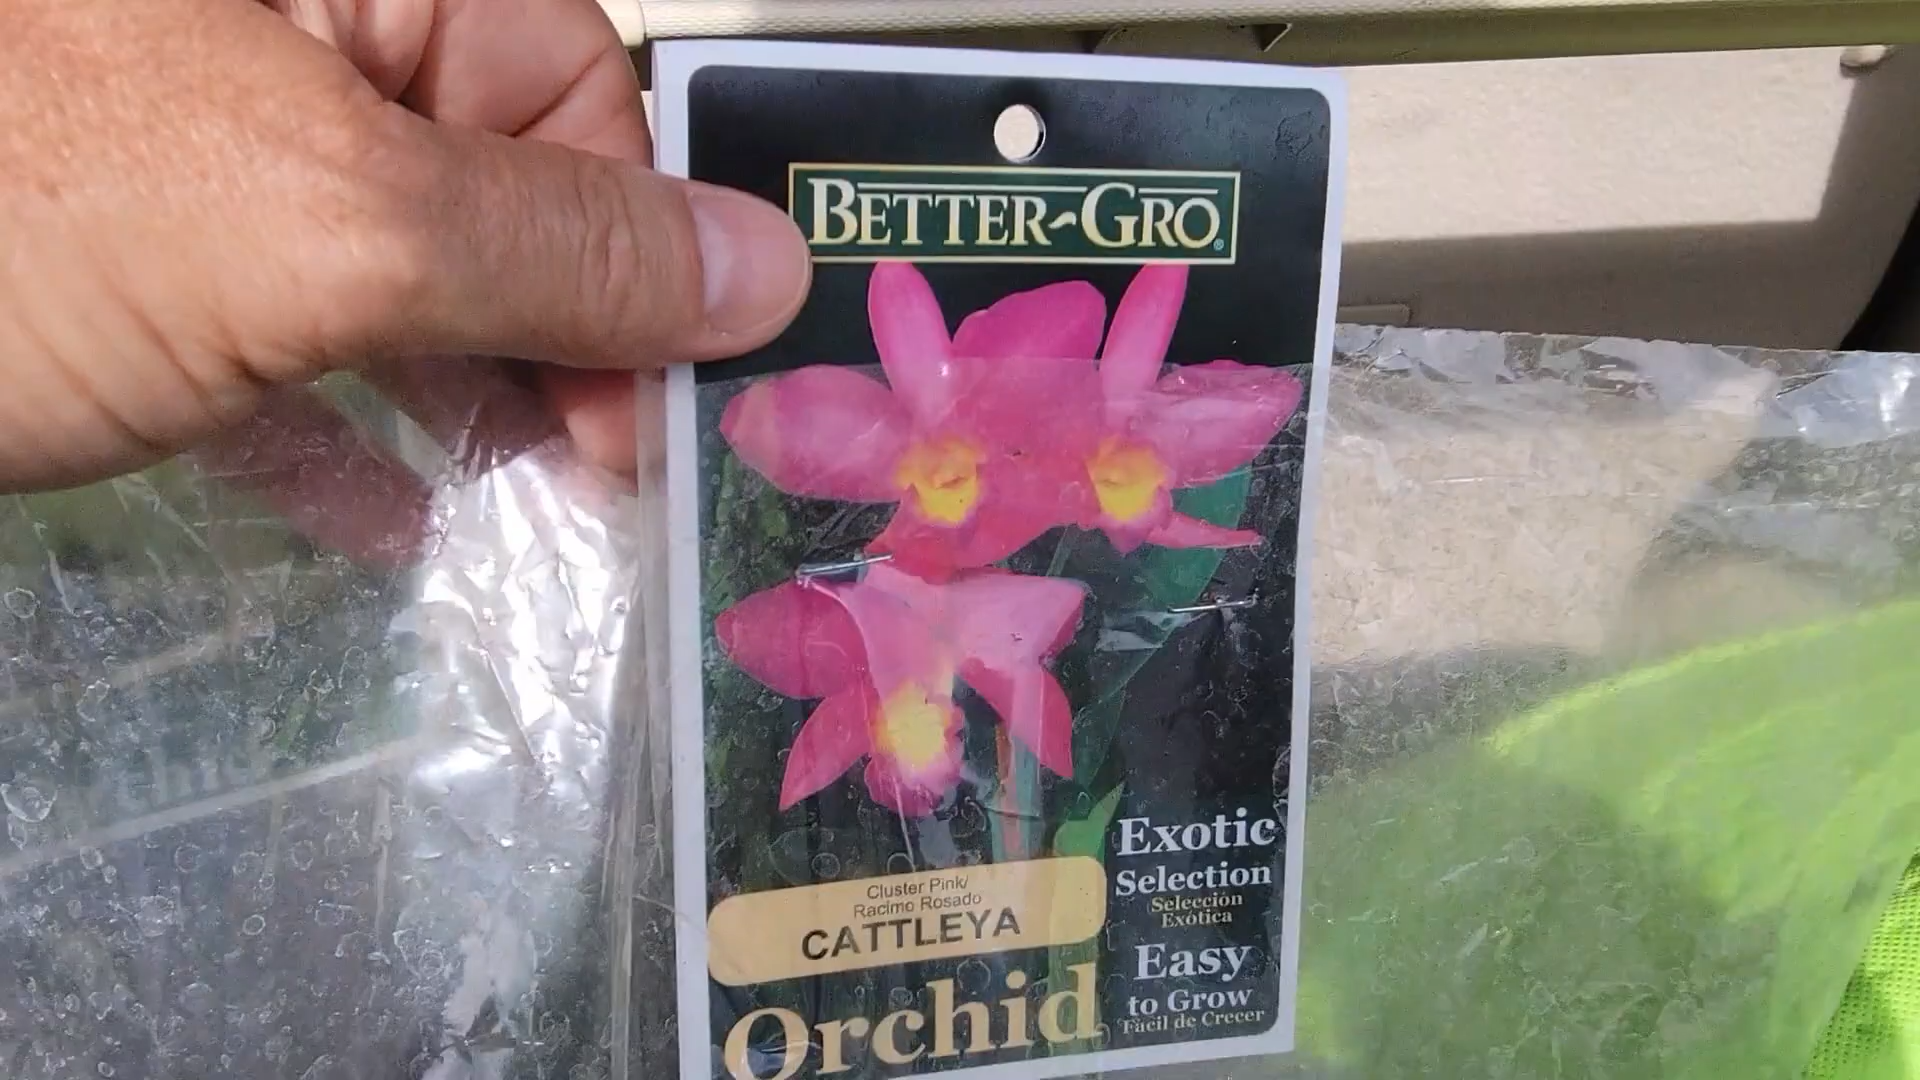 BETTER-GRO®
Exotic
Selection
Selección
Exótica
Easy
to Grow
Fácil de Crecer
Cluster Pink/
Racimo Rosado
CATTLEYA
Orchid